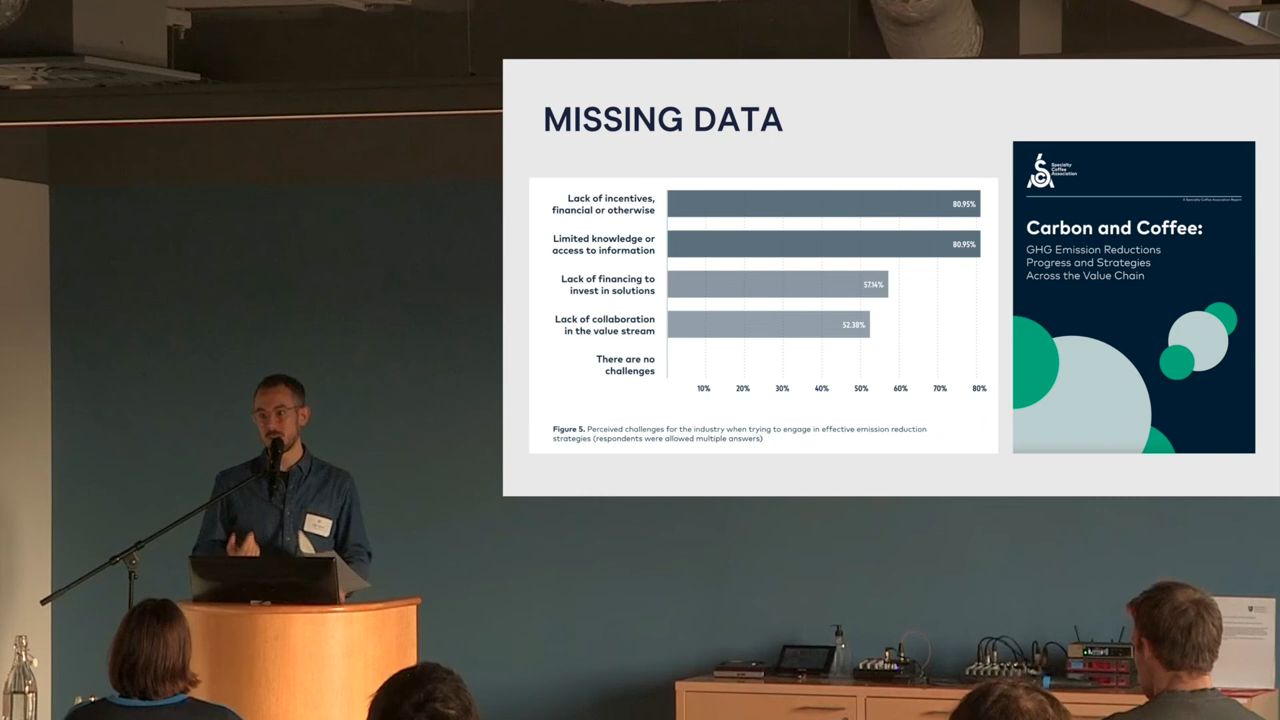 MISSING DATA
Lack of incentives,
financial or otherwise
80.95%
Limited knowledge or
access to information
80.95%
Lack of financing to
invest in solutions
57.14%
Lack of collaboration
in the value stream
52.38%
There are no
challenges
10% 20% 30% 40% 50% 60% 70% 80%
Figure 5. Perceived challenges for the industry when trying to engage in effective emission reduction
strategies (respondents were allowed multiple answers)
Specialty
Coffee
Association
A Specialty Coffee Association Report
Carbon and Coffee:
GHG Emission Reductions
Progress and Strategies
Across the Value Chain